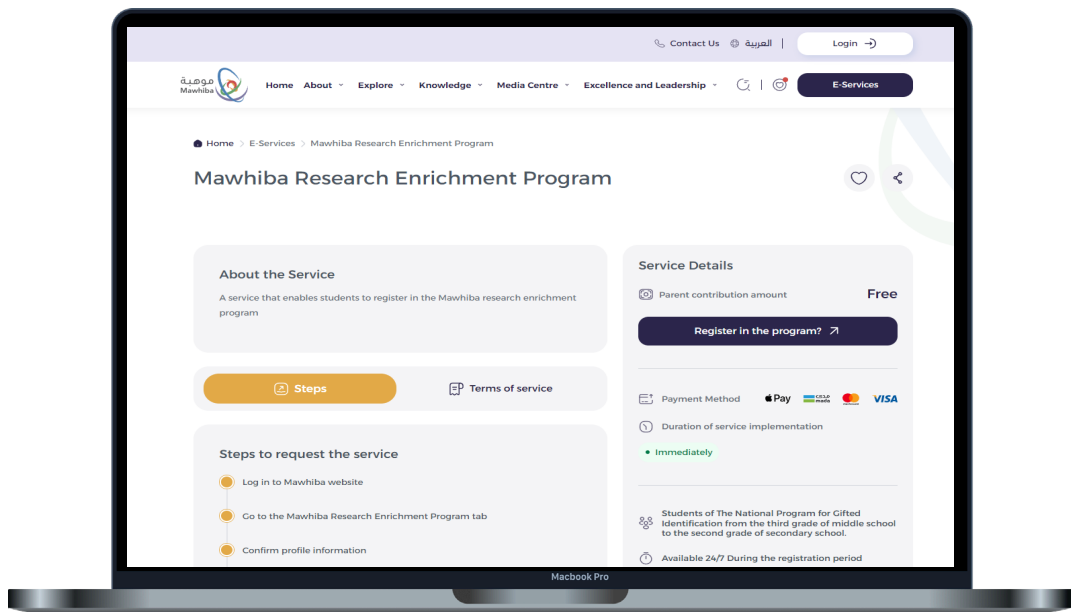 Contact Us
العربية
Login
موهبة
Mawhiba
Home About Explore Knowledge Media Centre Excellence and Leadership
E-Services
Home E-Services Mawhiba Research Enrichment Program
Mawhiba Research Enrichment Program
About the Service
A service that enables students to register in the Mawhiba research enrichment
program
Steps
Terms of service
Steps to request the service
Log in to Mawhiba website
Go to the Mawhiba Research Enrichment Program tab
Confirm profile information
Service Details
Parent contribution amount Free
Register in the program?
Payment Method Pay مدى mada VISA
Duration of service implementation
Immediately
Students of The National Program for Gifted
Identification from the third grade of middle school
to the second grade of secondary school.
Available 24/7 During the registration period
Macbook Pro